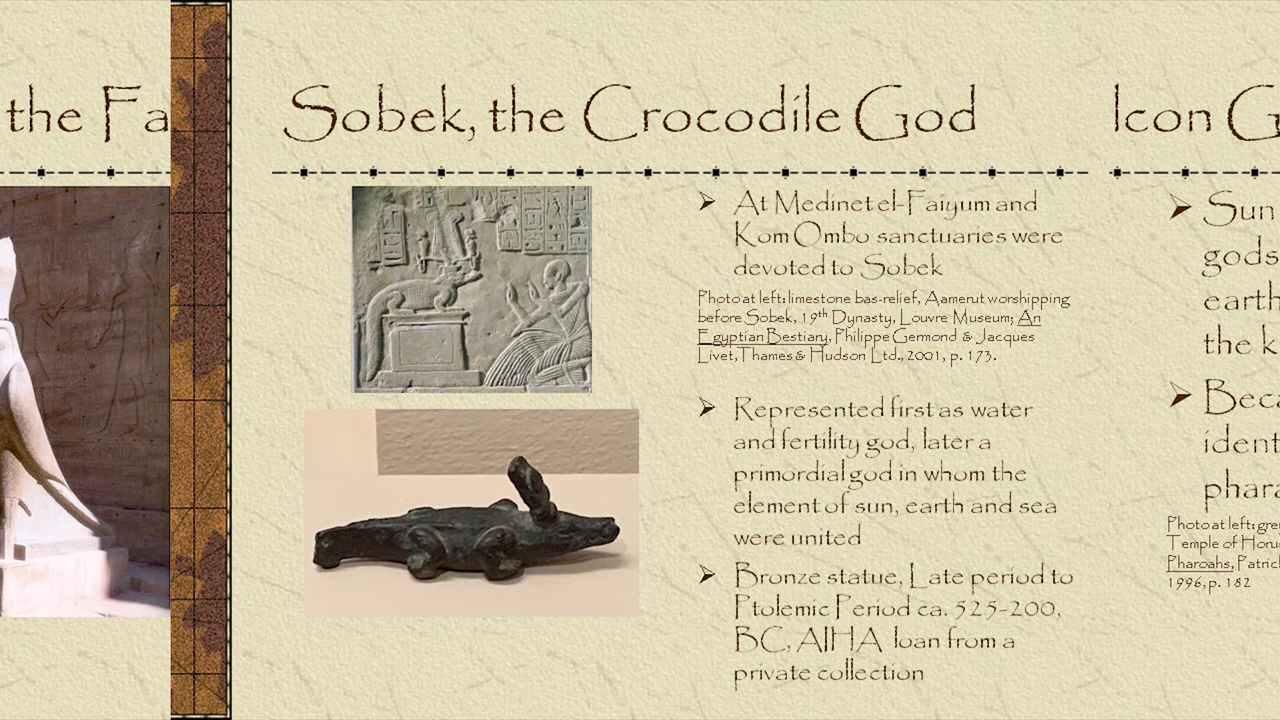 the Fa
Sobek, the Crocodile God
At Medinet el-Faiyum and
Kom Ombo sanctuaries were
devoted to Sobek
Photo at left: limestone bas-relief, Aamerut worshipping
before Sobek, 19th Dynasty, Louvre Museum; An
Egyptian Bestiary, Philippe Germond & Jacques
Livet, Thames & Hudson Ltd., 2001, p. 173.
Represented first as water
and fertility god, later a
primordial god in whom the
element of sun, earth and sea
were united
Bronze statue, Late period to
Ptolemic Period ca. 525-200,
BC, AIHA loan from a
private collection
Icon G
Sun
gods
earth
the k
Beca
ident
phara
Photo at left: gre
Temple of Horus
Pharoahs, Patrick
1996, p. 182